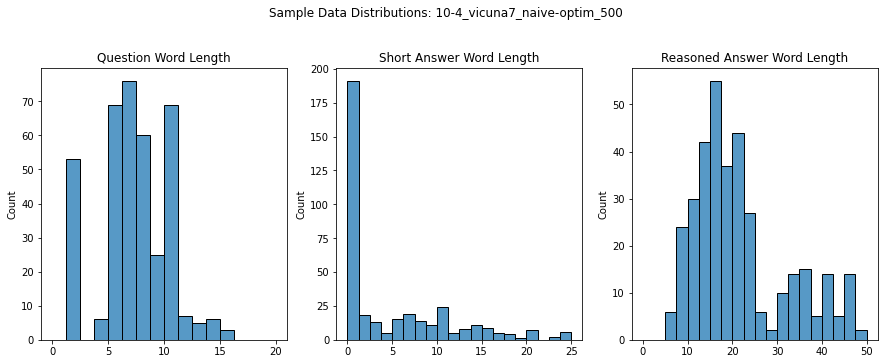 Sample Data Distributions: 10-4_vicuna7_naive-optim_500
Question Word Length
Count
70
60
50
40
30
20
10
0
0 5 10 15 20
Short Answer Word Length
Count
200
175
150
125
100
75
50
25
0
0 5 10 15 20 25
Reasoned Answer Word Length
Count
50
40
30
20
10
0
0 10 20 30 40 50